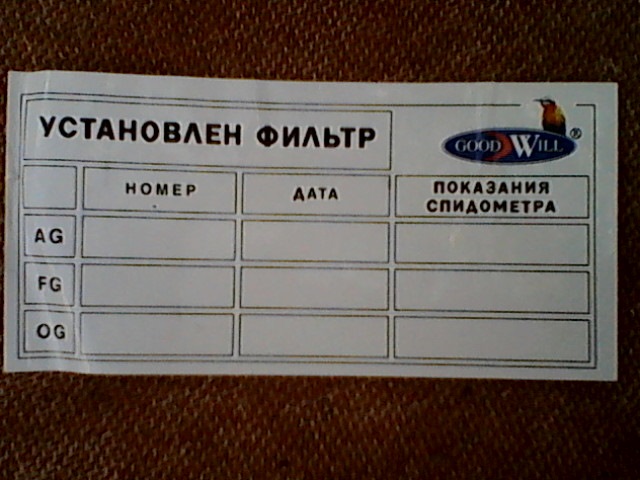 УСТАНОВЛЕН ФИЛЬТР
GOOD WILL ®
НОМЕР
ДАТА
ПОКАЗАНИЯ
СПИДОМЕТРА
AG
FG
OG